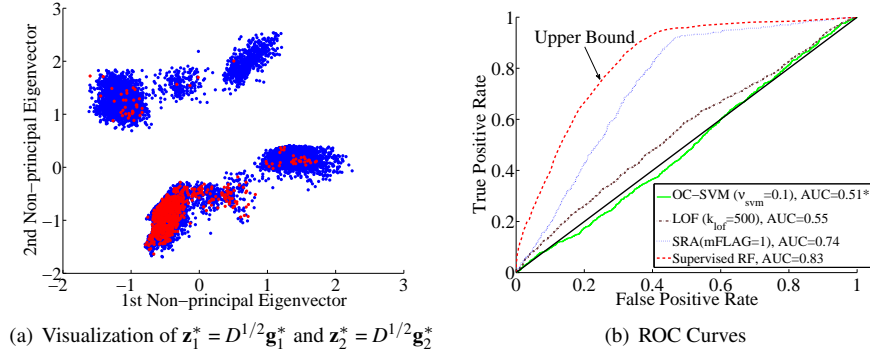 3
2
1
0
−1
−2
−2
−1
0
1
2
3
2nd Non-principal Eigenvector
1st Non-principal Eigenvector
(a) Visualization of z₁* = D^{1/2}g₁* and z₂* = D^{1/2}g₂*
1
0.8
0.6
0.4
0.2
0
0
0.2
0.4
0.6
0.8
1
True Positive Rate
False Positive Rate
Upper Bound
OC−SVM (ν_svm=0.1), AUC=0.51*
LOF (k_lof=500), AUC=0.55
SRA(mFLAG=1), AUC=0.74
Supervised RF, AUC=0.83
(b) ROC Curves